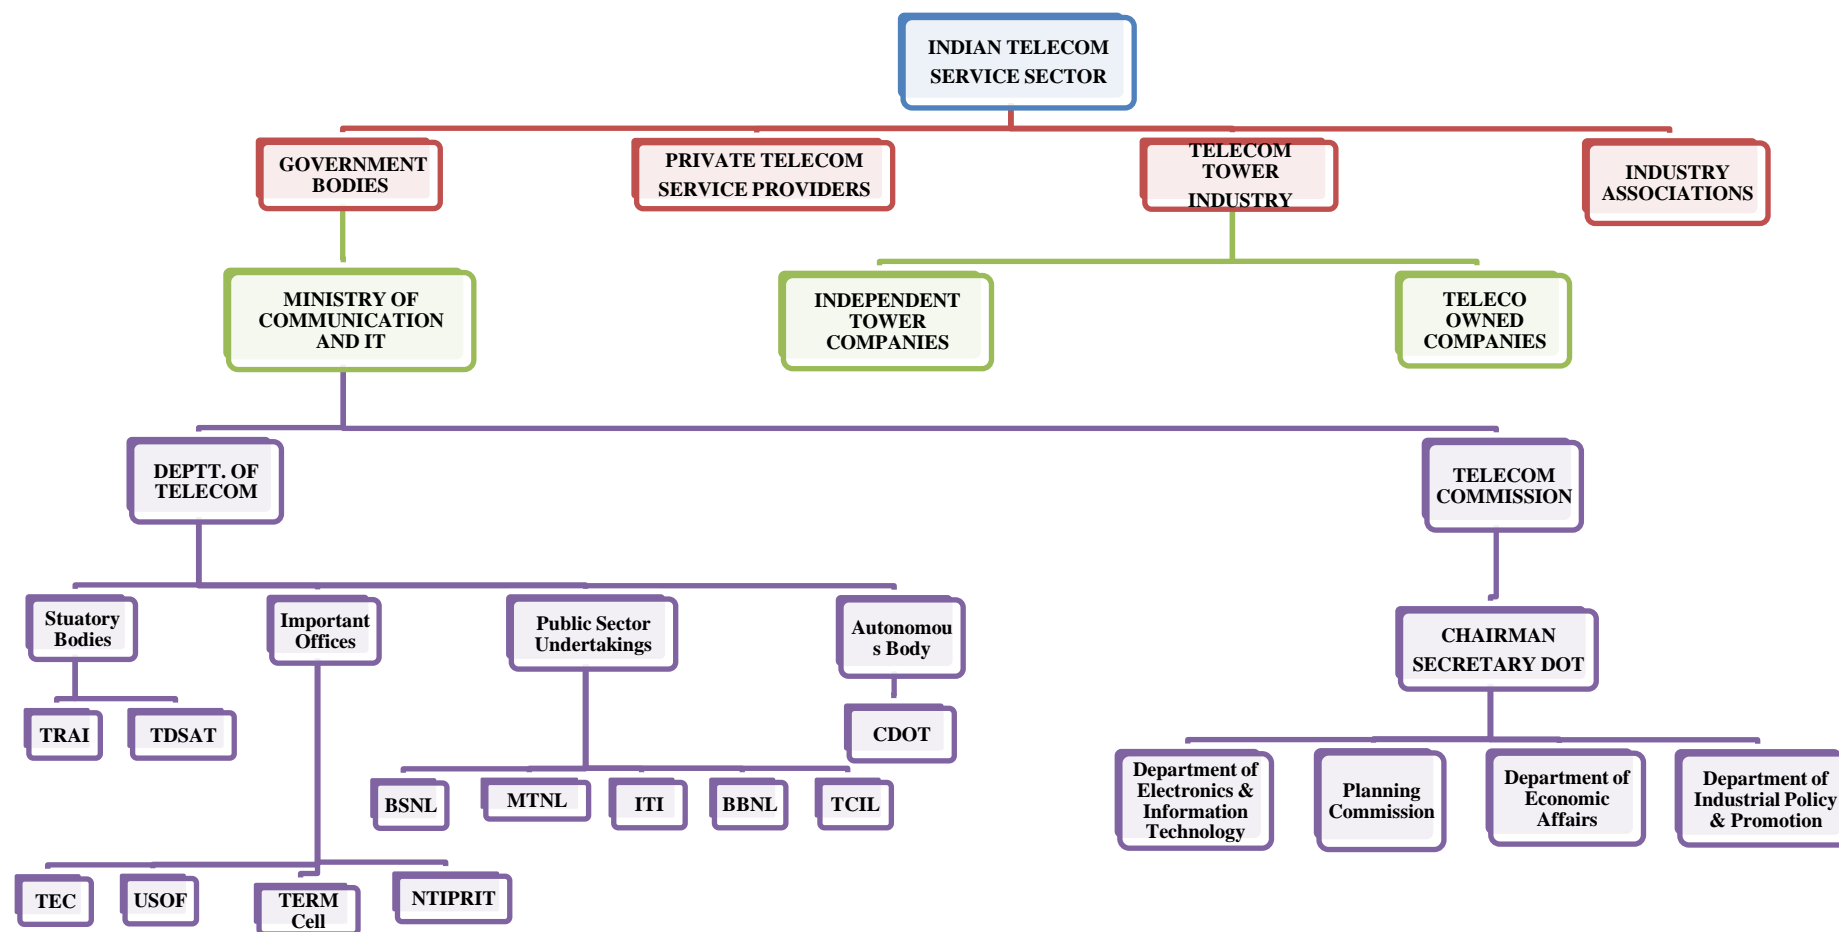 INDIAN TELECOM
SERVICE SECTOR
GOVERNMENT
BODIES
PRIVATE TELECOM
SERVICE PROVIDERS
TELECOM
TOWER
INDUSTRY
INDUSTRY
ASSOCIATIONS
MINISTRY OF
COMMUNICATION
AND IT
INDEPENDENT
TOWER
COMPANIES
TELECO
OWNED
COMPANIES
DEPTT. OF
TELECOM
TELECOM
COMMISSION
Stuatory
Bodies
Important
Offices
Public Sector
Undertakings
Autonomou
s Body
CHAIRMAN
SECRETARY DOT
TRAI
TDSAT
CDOT
BSNL
MTNL
ITI
BBNL
TCIL
Department of
Electronics &
Information
Technology
Planning
Commission
Department of
Economic
Affairs
Department of
Industrial Policy
& Promotion
TEC
USOF
TERM
Cell
NTIPRIT